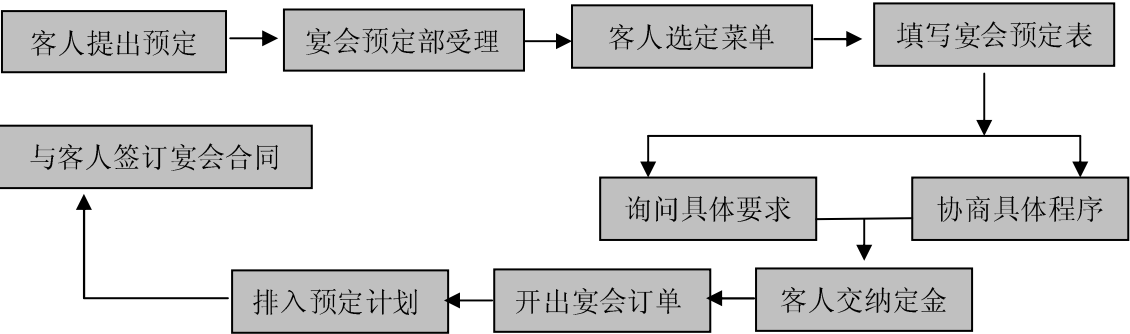 客人提出预定
宴会预定部受理
客人选定菜单
填写宴会预定表
询问具体要求
协商具体程序
客人交纳定金
开出宴会订单
排入预定计划
与客人签订宴会合同